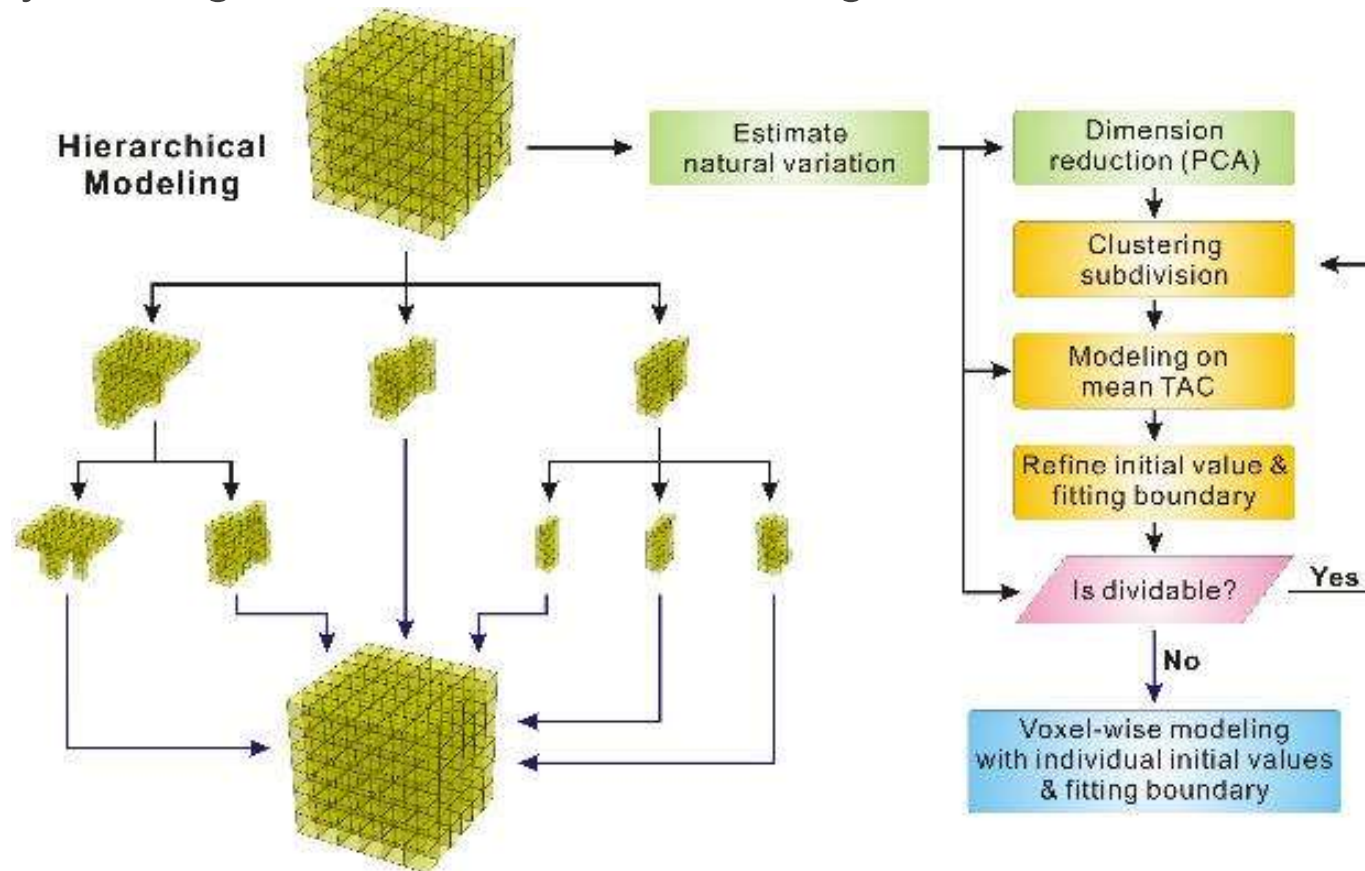 Hierarchical
Modeling
Estimate
natural variation
Dimension
reduction (PCA)
Clustering
subdivision
Modeling on
mean TAC
Refine initial value &
fitting boundary
Is dividable?
Yes
No
Voxel-wise modeling
with individual initial values
& fitting boundary